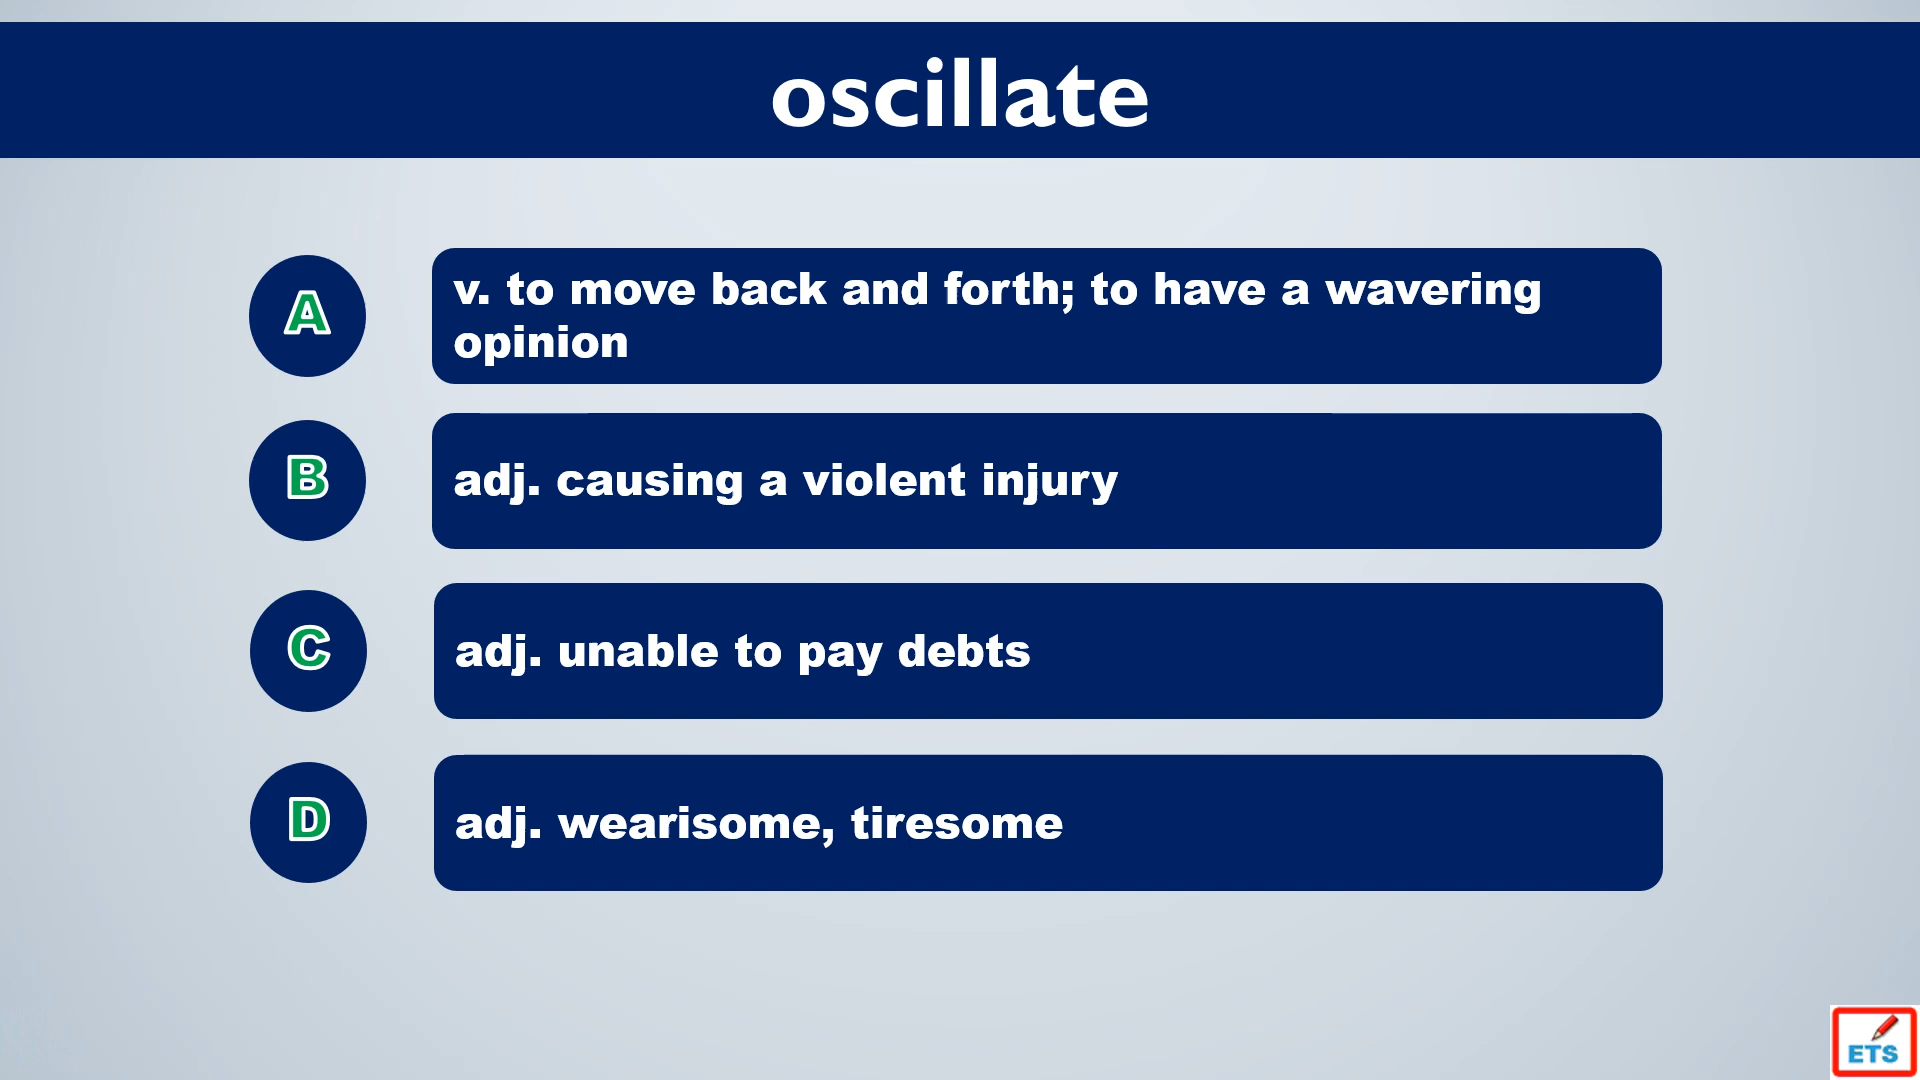 oscillate
A
v. to move back and forth; to have a wavering
opinion
B
adj. causing a violent injury
C
adj. unable to pay debts
D
adj. wearisome, tiresome
ETS